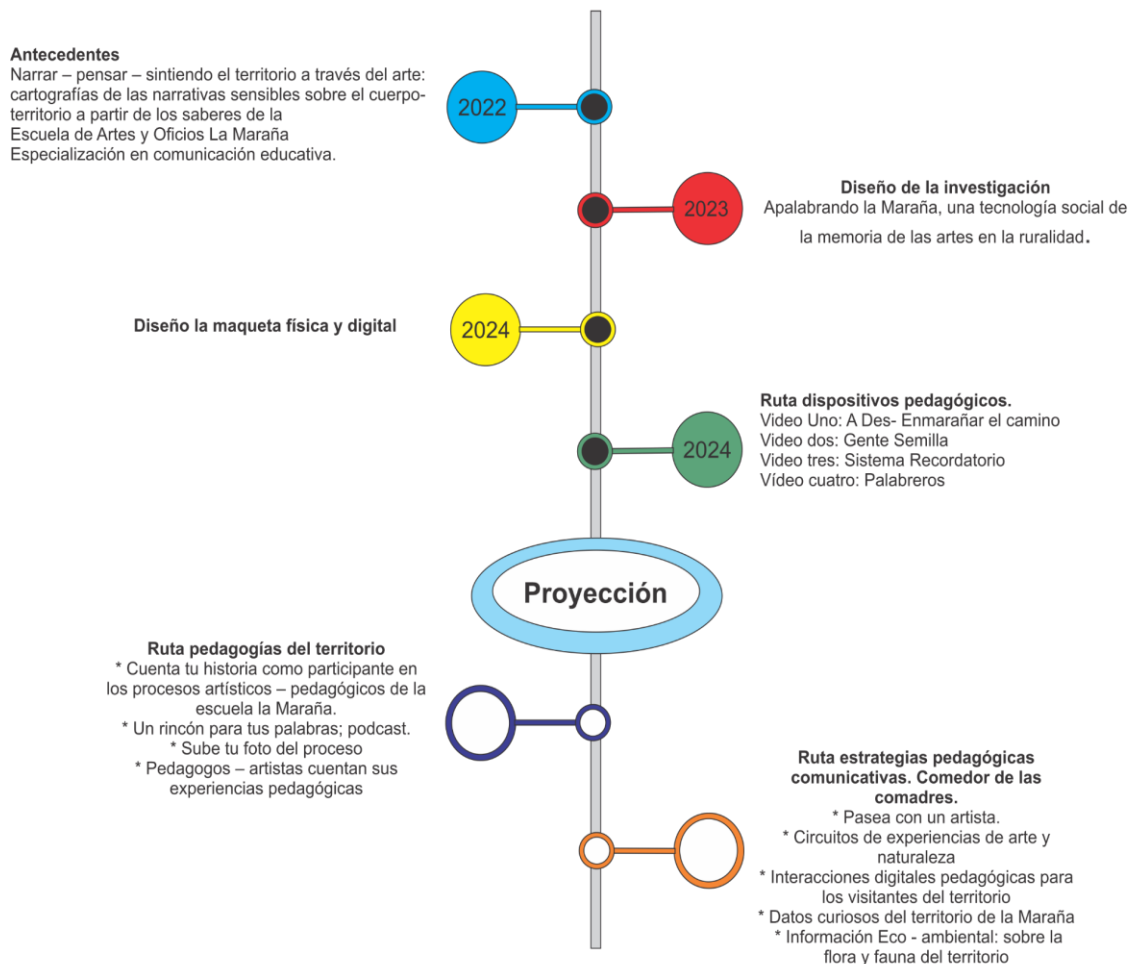 Antecedentes
Narrar – pensar – sintiendo el territorio a través del arte:
cartografías de las narrativas sensibles sobre el cuerpo-
territorio a partir de los saberes de la
Escuela de Artes y Oficios La Maraña
Especialización en comunicación educativa.
2022
2023
Diseño de la investigación
Apalabrando la Maraña, una tecnología social de
la memoria de las artes en la ruralidad.
Diseño la maqueta física y digital
2024
Ruta dispositivos pedagógicos.
Video Uno: A Des- Enmarañar el camino
Video dos: Gente Semilla
Video tres: Sistema Recordatorio
Vídeo cuatro: Palabreros
2024
Proyección
Ruta pedagogías del territorio
* Cuenta tu historia como participante en
los procesos artísticos – pedagógicos de la
escuela la Maraña.
* Un rincón para tus palabras; podcast.
* Sube tu foto del proceso
* Pedagogos – artistas cuentan sus
experiencias pedagógicas
Ruta estrategias pedagógicas
comunicativas. Comedor de las
comadres.
* Pasea con un artista.
* Circuitos de experiencias de arte y
naturaleza
* Interacciones digitales pedagógicas para
los visitantes del territorio
* Datos curiosos del territorio de la Maraña
* Información Eco - ambiental: sobre la
flora y fauna del territorio